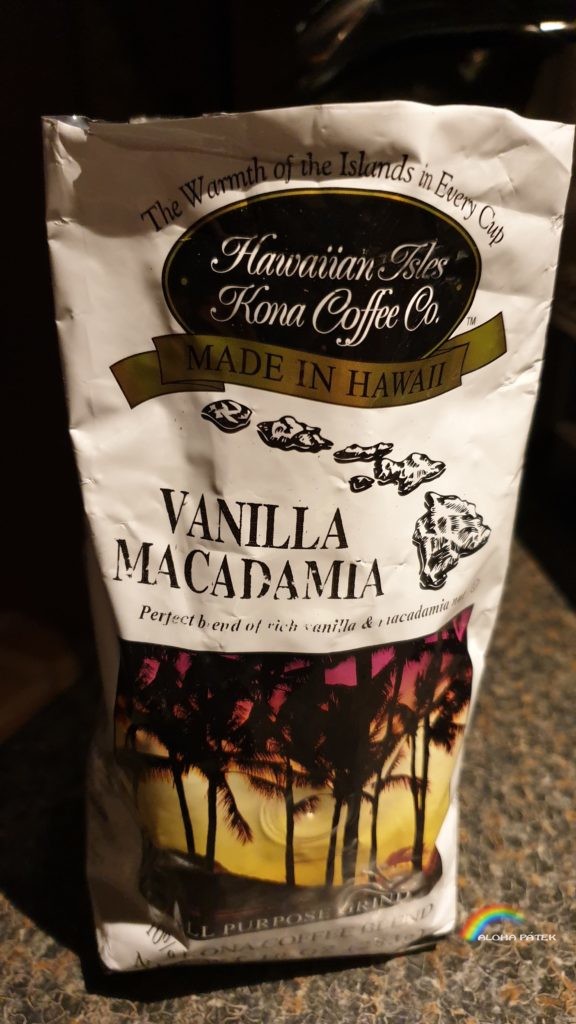 The Warmth of the Islands in Every Cup
Hawaiian Isles
Kona Coffee Co.
TM
MADE IN HAWAII
VANILLA
MACADAMIA
Perfect blend of rich vanilla & macadamia
ALL PURPOSE GRIND
10% KONA COFFEE BLEND
ALOHA PATEK